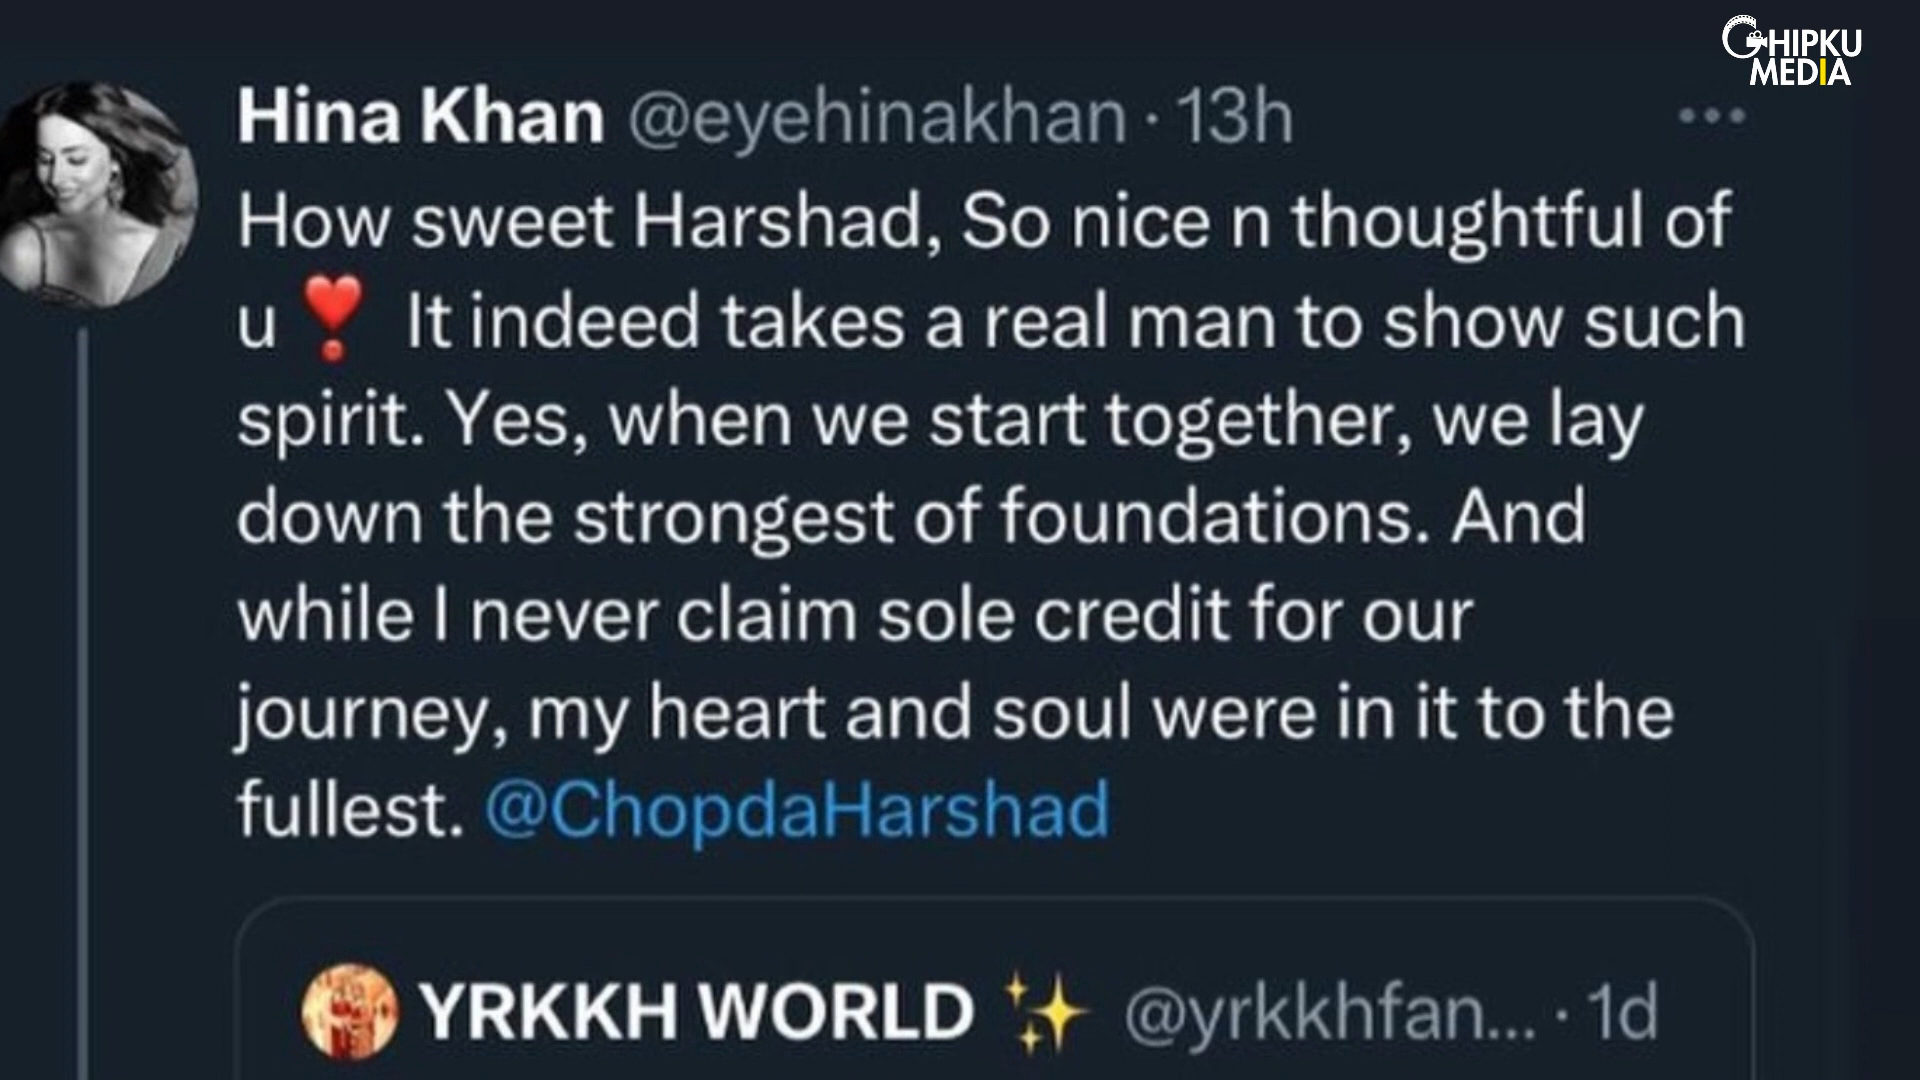 GHIPKU
MEDIA
Hina Khan @eyehinakhan · 13h
How sweet Harshad, So nice n thoughtful of
u ❣️ It indeed takes a real man to show such
spirit. Yes, when we start together, we lay
down the strongest of foundations. And
while I never claim sole credit for our
journey, my heart and soul were in it to the
fullest. @ChopdaHarshad
YRKKH WORLD ✨ @yrkkhfan... · 1d